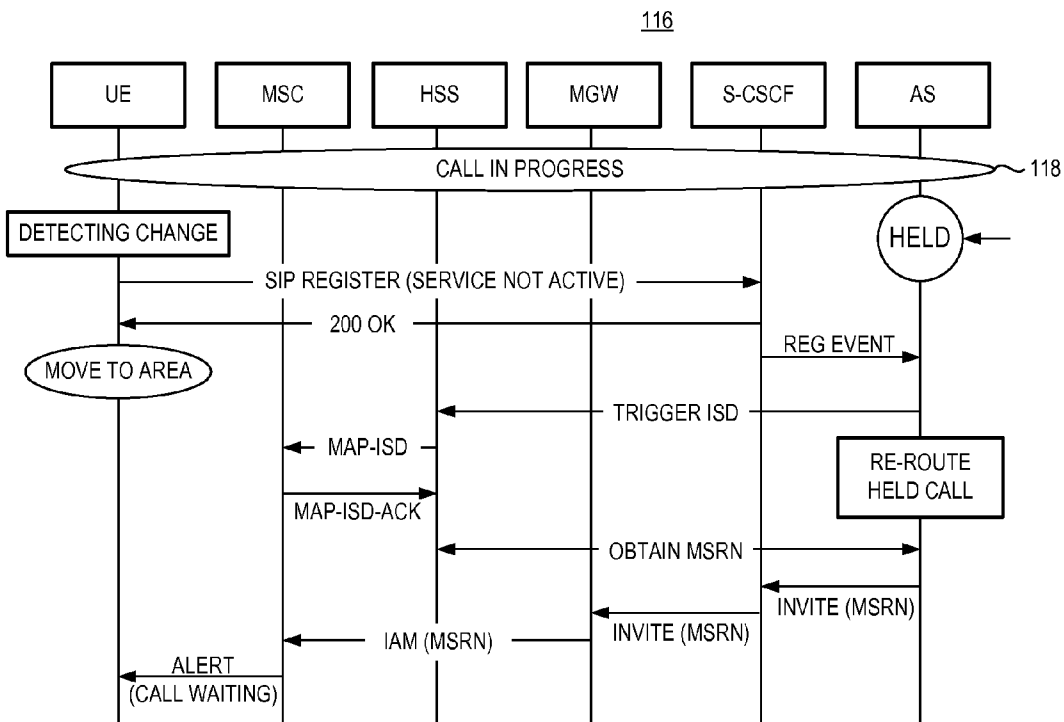 116
UE MSC HSS MGW S-CSCF AS
CALL IN PROGRESS
118
DETECTING CHANGE
HELD
SIP REGISTER (SERVICE NOT ACTIVE)
200 OK
REG EVENT
MOVE TO AREA
TRIGGER ISD
MAP-ISD
RE-ROUTE
HELD CALL
MAP-ISD-ACK
OBTAIN MSRN
INVITE (MSRN)
INVITE (MSRN)
IAM (MSRN)
ALERT
(CALL WAITING)